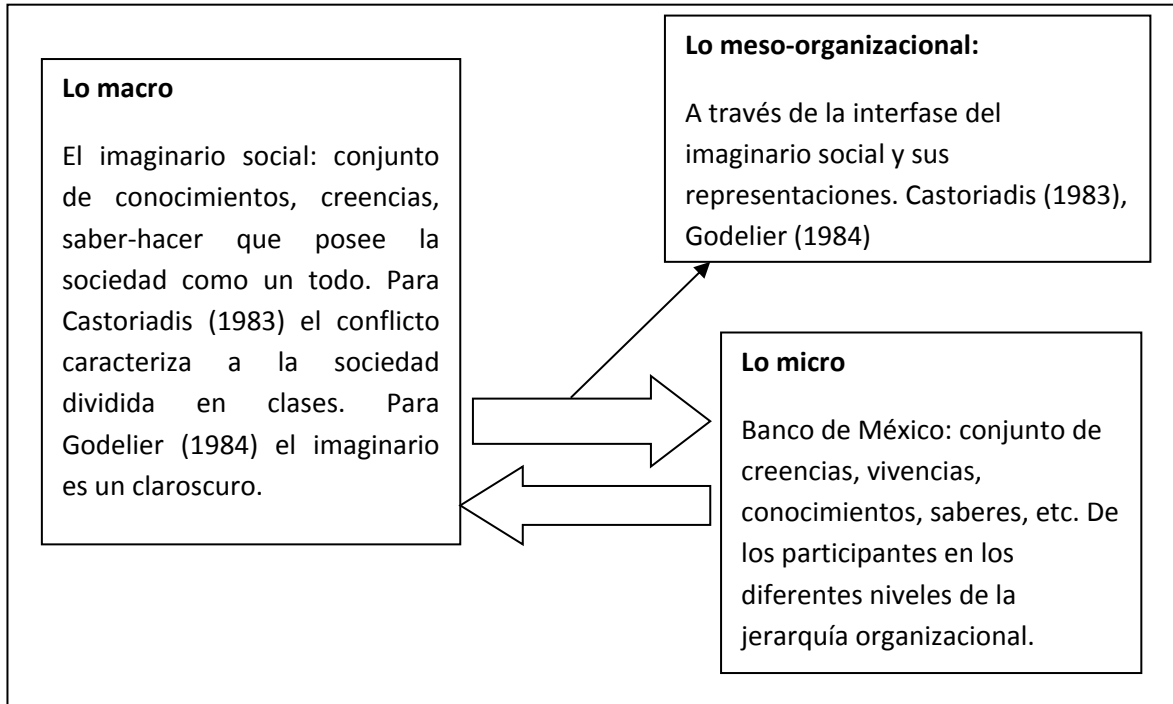 Lo macro
El imaginario social: conjunto
de conocimientos, creencias,
saber-hacer que posee la
sociedad como un todo. Para
Castoriadis (1983) el conflicto
caracteriza a la sociedad
dividida en clases. Para
Godelier (1984) el imaginario
es un claroscuro.
Lo meso-organizacional:
A través de la interfase del
imaginario social y sus
representaciones. Castoriadis (1983),
Godelier (1984)
Lo micro
Banco de México: conjunto de
creencias, vivencias,
conocimientos, saberes, etc. De
los participantes en los
diferentes niveles de la
jerarquía organizacional.